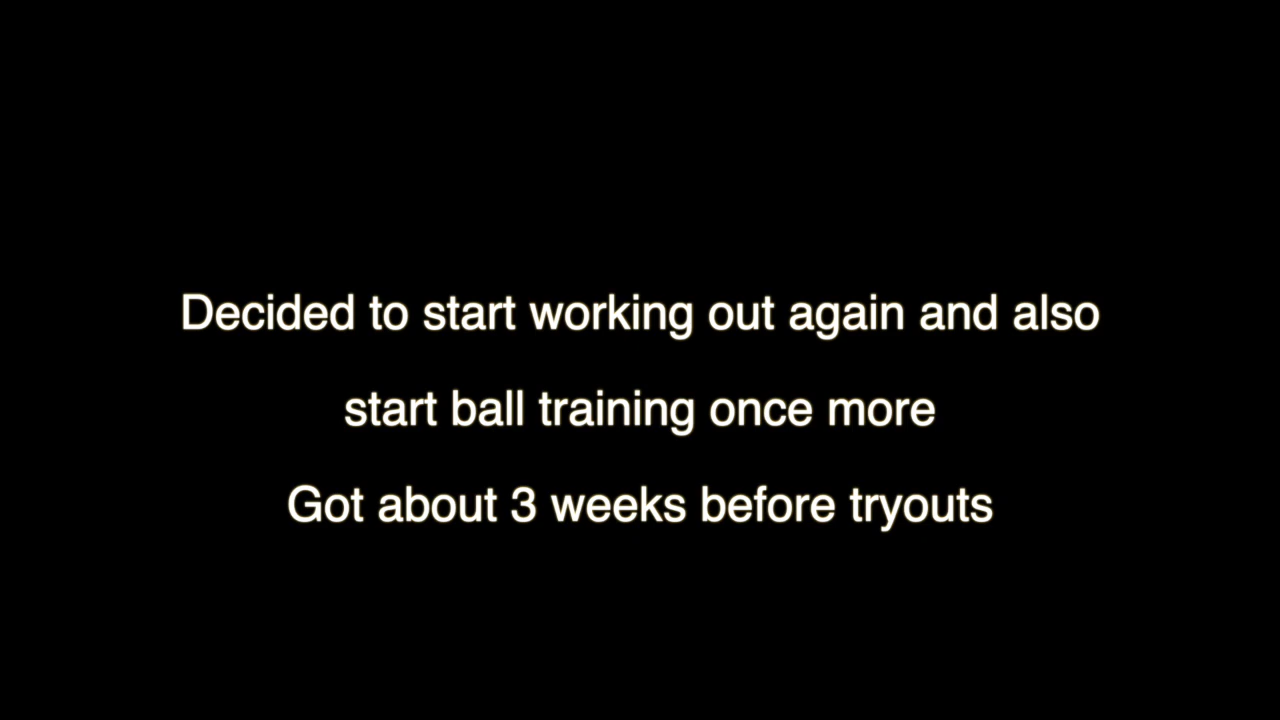 Decided to start working out again and also
start ball training once more
Got about 3 weeks before tryouts